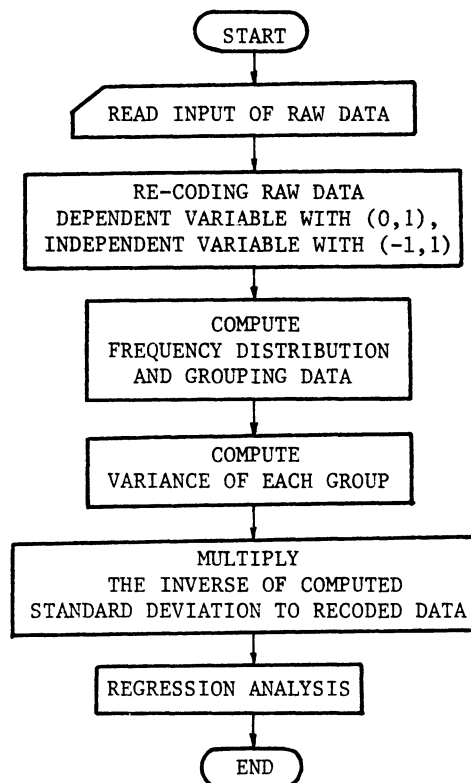 START
READ INPUT OF RAW DATA
RE-CODING RAW DATA
DEPENDENT VARIABLE WITH (0,1),
INDEPENDENT VARIABLE WITH (-1,1)
COMPUTE
FREQUENCY DISTRIBUTION
AND GROUPING DATA
COMPUTE
VARIANCE OF EACH GROUP
MULTIPLY
THE INVERSE OF COMPUTED
STANDARD DEVIATION TO RECODED DATA
REGRESSION ANALYSIS
END